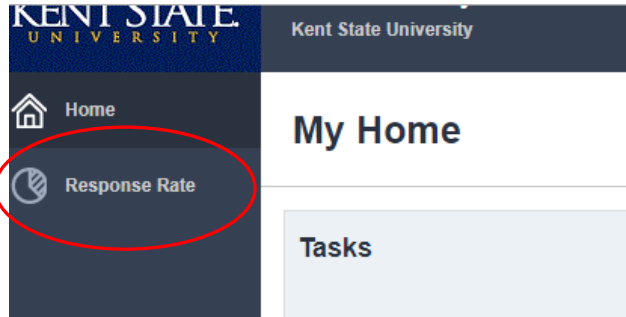 KENT STATE.
UNIVERSITY
Kent State University
Home
My Home
Response Rate
Tasks